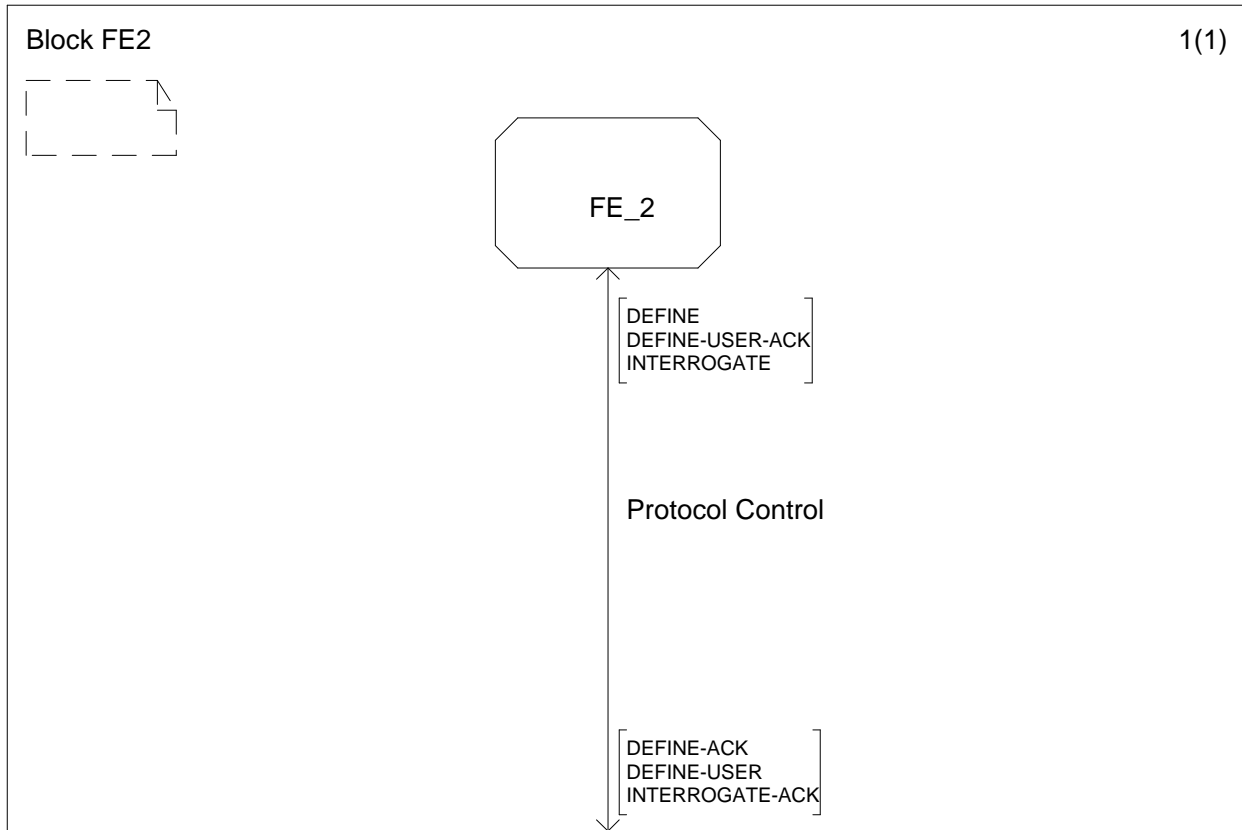 Block FE2
1(1)
FE_2
DEFINE
DEFINE-USER-ACK
INTERROGATE
Protocol Control
DEFINE-ACK
DEFINE-USER
INTERROGATE-ACK